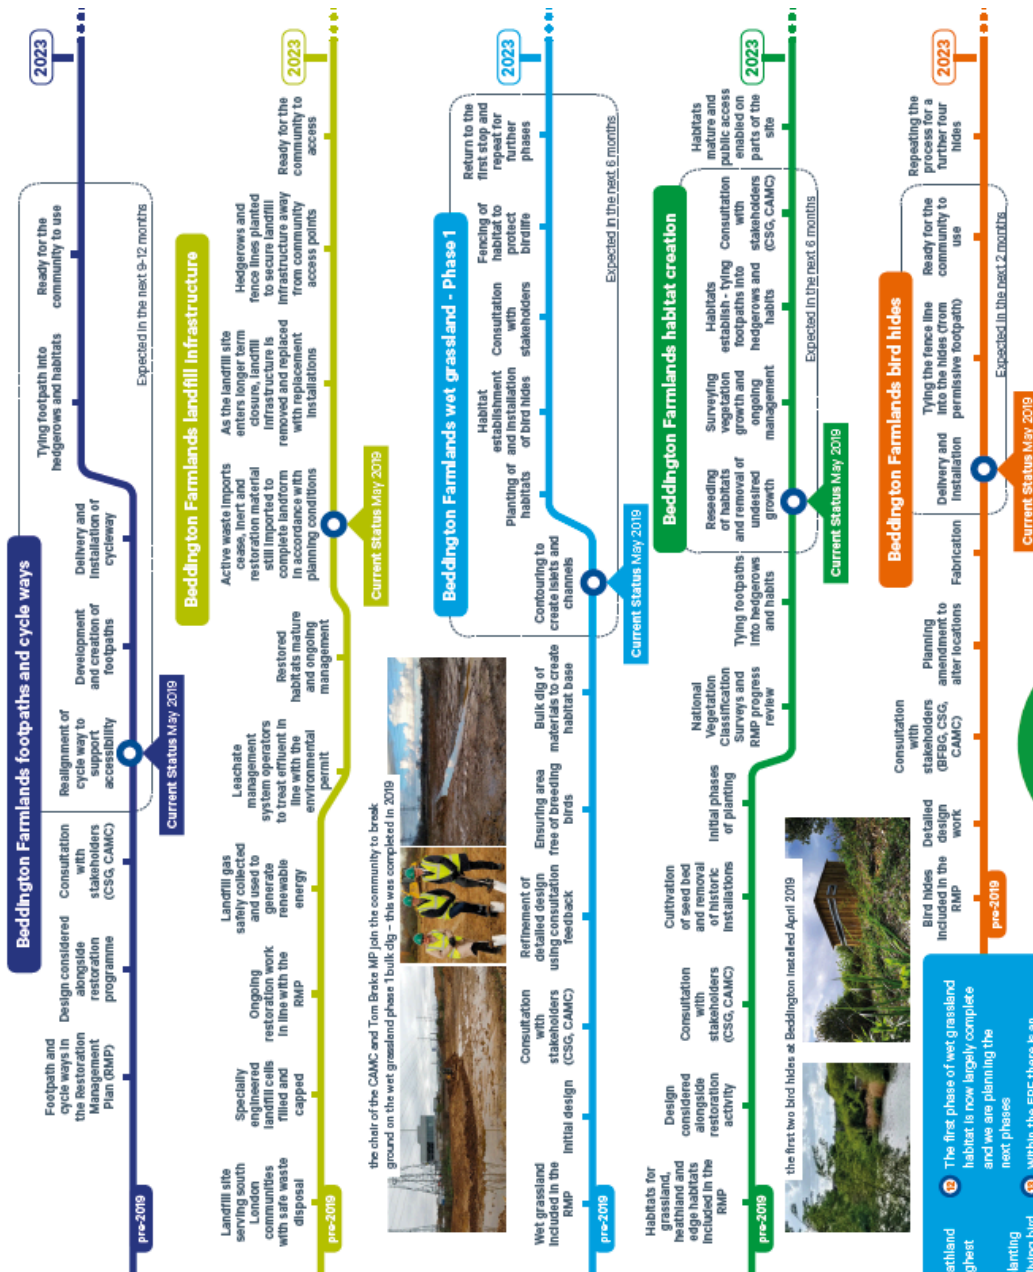 Beddington Farmlands footpaths and cycle ways
pre-2019
Footpath and
cycle ways in
the Restoration
Management
Plan (RMP)
Design considered
alongside
restoration
programme
Consultation
with
stakeholders
(CSG, CAMC)
Realignment of
cycle way to
support
accessibility
Current Status May 2019
Development
and creation of
footpaths
Delivery and
installation of
cycleway
Tying footpath into
hedgerows and habitats
Ready for the
community to use
Expected in the next 9-12 months
2023
Beddington Farmlands landfill infrastructure
pre-2019
Landfill site
serving south
London
communities
with safe waste
disposal
Specially
engineered
landfill cells
filled and
capped
Ongoing
restoration work
in line with the
RMP
Landfill gas
safely collected
and used to
generate
renewable
energy
Leachate
management
system operators
to treat effluent in
line with the
environmental
permit
Restored
habitats mature
and ongoing
management
Active waste imports
cease, inert and
restoration material
still imported to
complete landform
in accordance with
planning conditions
Current Status May 2019
As the landfill site
enters longer term
closure, landfill
infrastructure is
removed and replaced
with replacement
installations
Hedgerows and
fence lines planted
to secure landfill
infrastructure away
from community
access points
Ready for the
community to
access
2023
the chair of the CAMC and Tom Brake MP join the community to break
ground on the wet grassland phase 1 bulk dig – this was completed in 2019
Beddington Farmlands wet grassland - Phase 1
pre-2019
Wet grassland
included in the
RMP
Initial design
Consultation
with
stakeholders
(CSG, CAMC)
Refinement of
detailed design
using consultation
feedback
Ensuring area
free of breeding
birds
Bulk dig of
materials to create
habitat base
Contouring to
create islets and
channels
Current Status May 2019
Planting of
habitats
Habitat
establishment
and installation
of bird hides
Consultation
with
stakeholders
Fencing of
habitat to
protect
birdlife
Return to the
first stop and
repeat for
further
phases
Expected in the next 6 months
2023
Beddington Farmlands habitat creation
pre-2019
Habitats for
grassland,
heathland and
edge habitats
included in the
RMP
Design
considered
alongside
restoration
activity
Consultation
with
stakeholders
(CSG, CAMC)
Cultivation
of seed bed
and removal
of historic
installations
Initial phases
of planting
National
Vegetation
Classification
Surveys and
RMP progress
review
Tying footpaths
into hedgerows
and habits
Reseeding
of habitats
and removal of
undesired
growth
Current Status May 2019
Surveying
vegetation
growth and
ongoing
management
Habitats
establish - tying
footpaths into
hedgerows and
habits
Consultation
with
stakeholders
(CSG, CAMC)
Habitats
mature and
public access
enabled on
parts of the
site
Expected in the next 6 months
2023
the first two bird hides at Beddington installed April 2019
Beddington Farmlands bird hides
pre-2019
Bird hides
included in the
RMP
Detailed
design
work
Consultation
with
stakeholders
(BFBG, CSG,
CAMC)
Planning
amendment to
alter locations
Fabrication
Delivery and
installation
Current Status May 2019
Tying the fence line
into the hides (from
permissive footpath)
Ready for the
community to
use
Repeating the
process for a
further four
hides
Expected in the next 2 months
2023
12 The first phase of wet grassland
habitat is now largely complete
and we are planning the
next phases
13 Within the ERF there is an